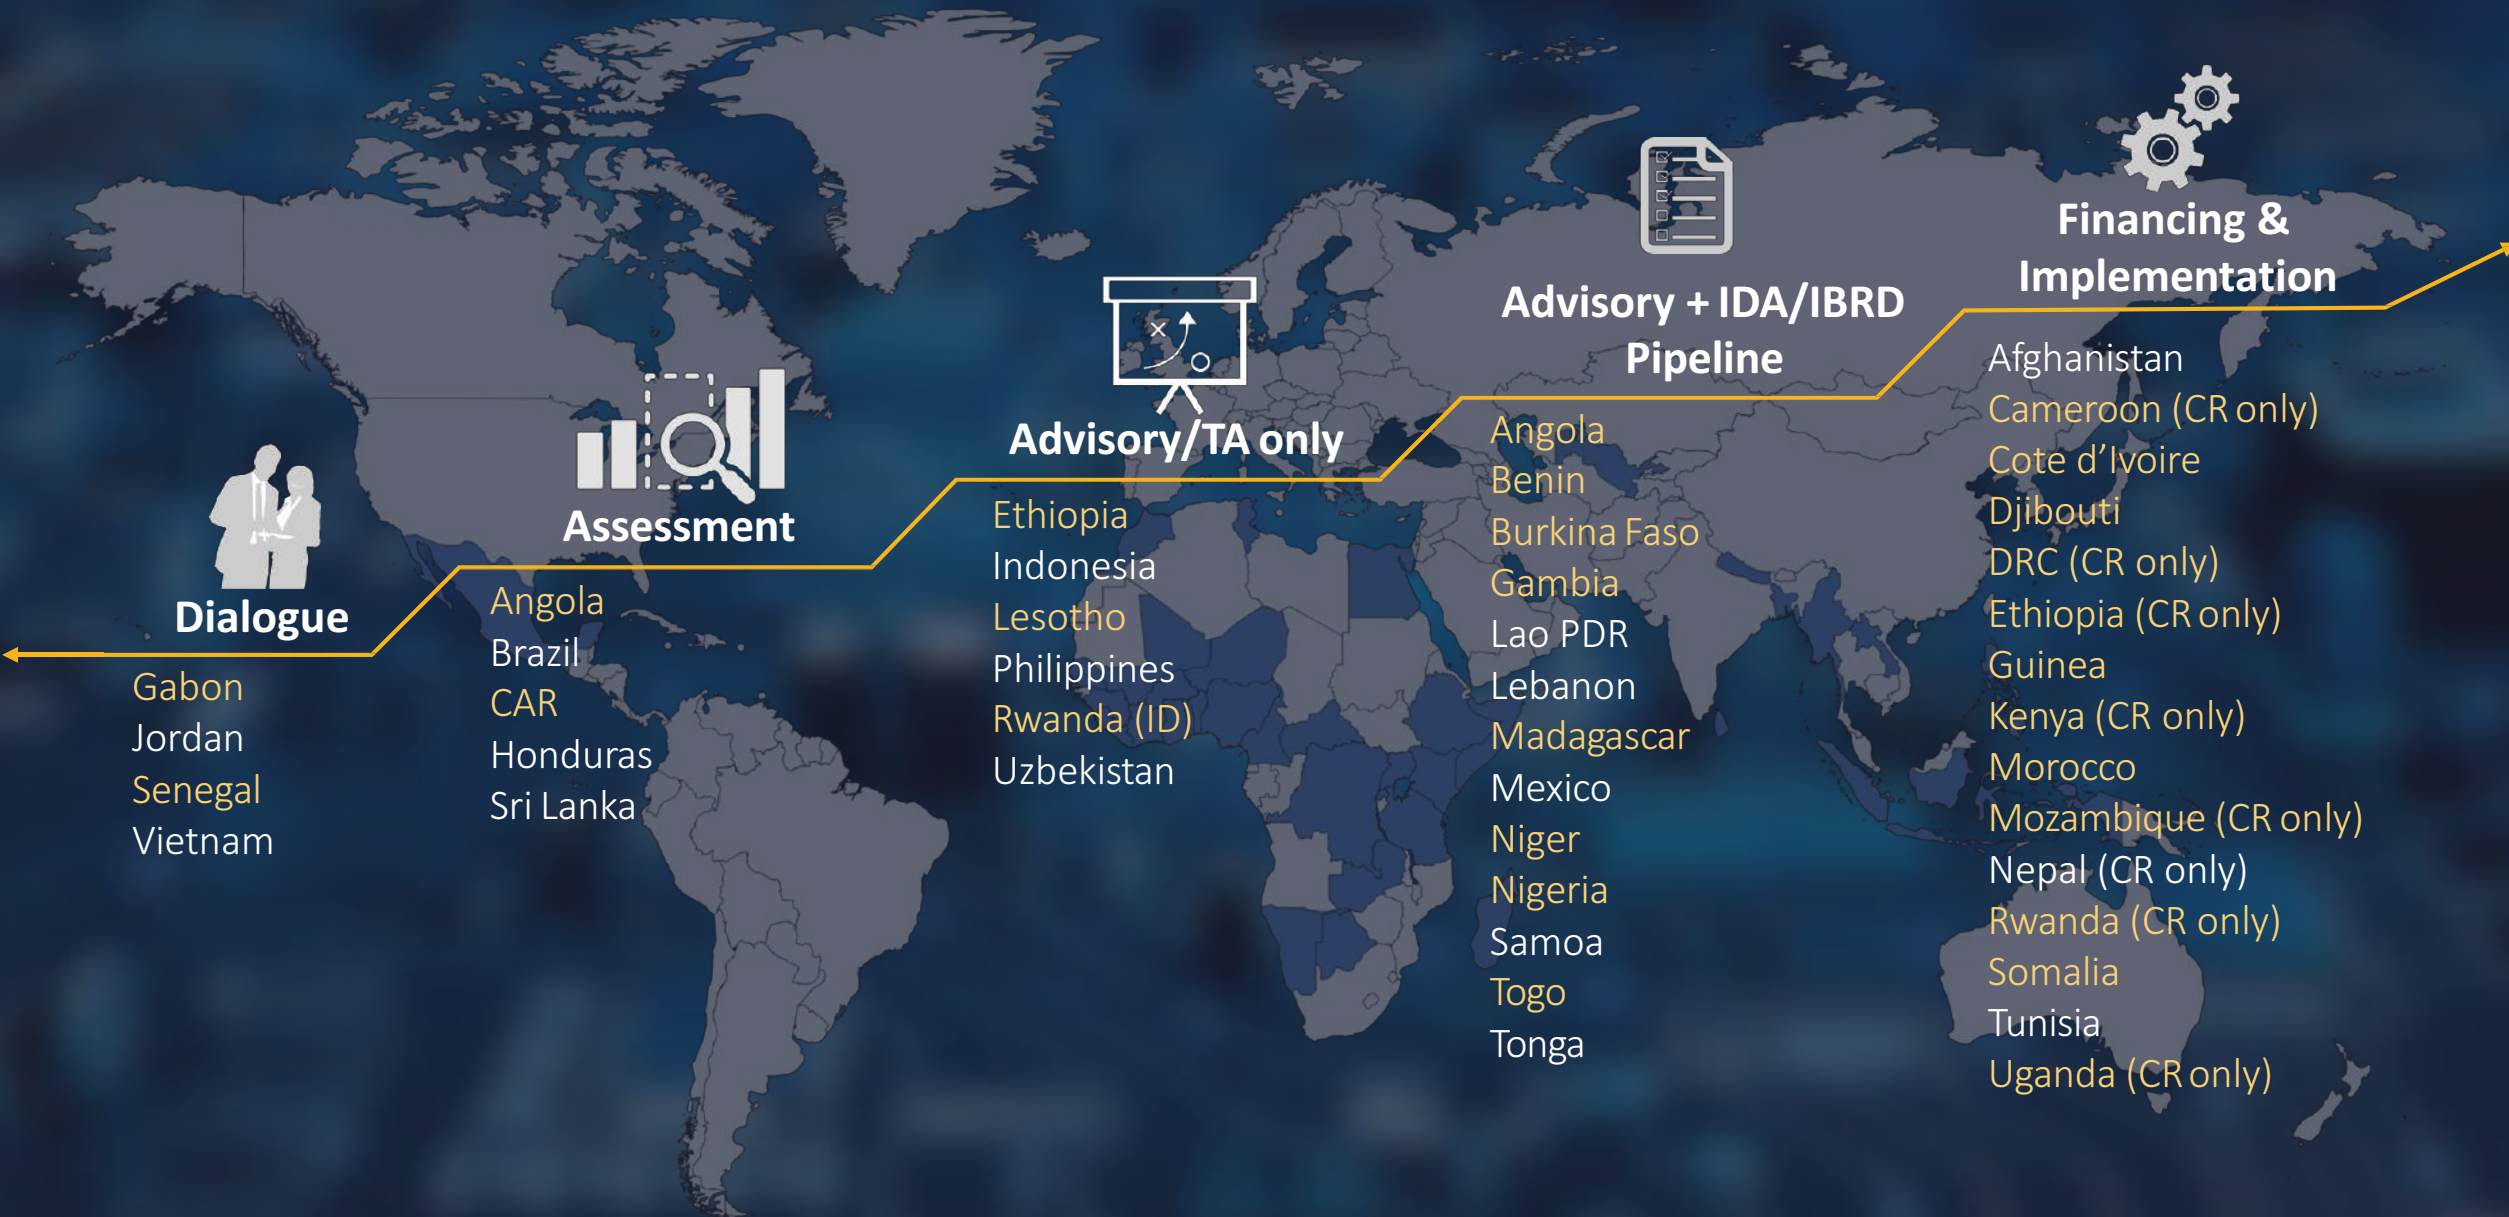 Dialogue
Gabon
Jordan
Senegal
Vietnam
Assessment
Angola
Brazil
CAR
Honduras
Sri Lanka
Advisory/TA only
Ethiopia
Indonesia
Lesotho
Philippines
Rwanda (ID)
Uzbekistan
Advisory + IDA/IBRD
Pipeline
Angola
Benin
Burkina Faso
Gambia
Lao PDR
Lebanon
Madagascar
Mexico
Niger
Nigeria
Samoa
Togo
Tonga
Financing &
Implementation
Afghanistan
Cameroon (CR only)
Cote d'Ivoire
Djibouti
DRC (CR only)
Ethiopia (CR only)
Guinea
Kenya (CR only)
Morocco
Mozambique (CR only)
Nepal (CR only)
Rwanda (CR only)
Somalia
Tunisia
Uganda (CR only)